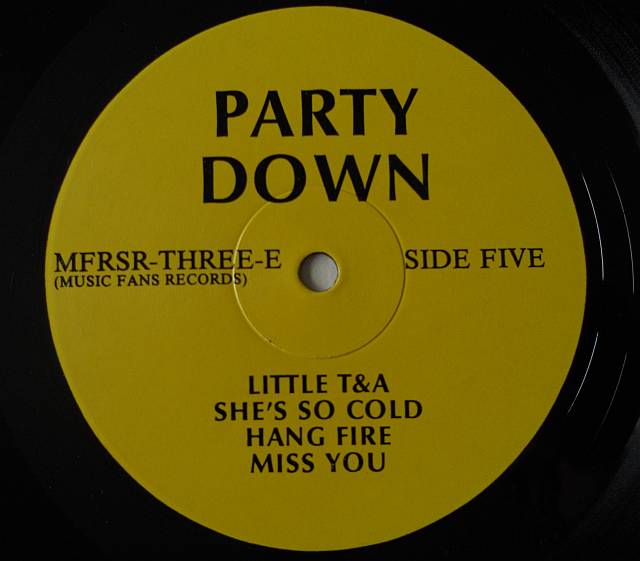 PARTY
DOWN
MFRSR-THREE-E SIDE FIVE
(MUSIC FANS RECORDS)
LITTLE T&A
SHE'S SO COLD
HANG FIRE
MISS YOU